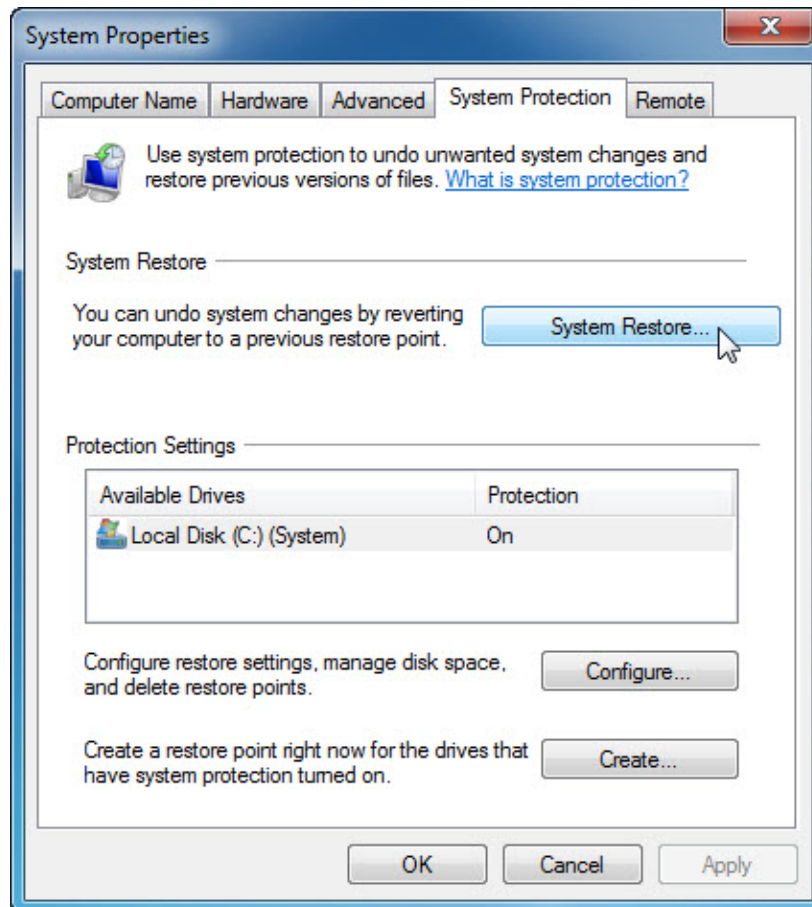 System Properties
Computer Name Hardware Advanced System Protection Remote
Use system protection to undo unwanted system changes and
restore previous versions of files. What is system protection?
System Restore
You can undo system changes by reverting
your computer to a previous restore point.
System Restore...
Protection Settings
Available Drives Protection
Local Disk (C:) (System) On
Configure restore settings, manage disk space,
and delete restore points.
Configure...
Create a restore point right now for the drives that
have system protection turned on.
Create...
OK Cancel Apply